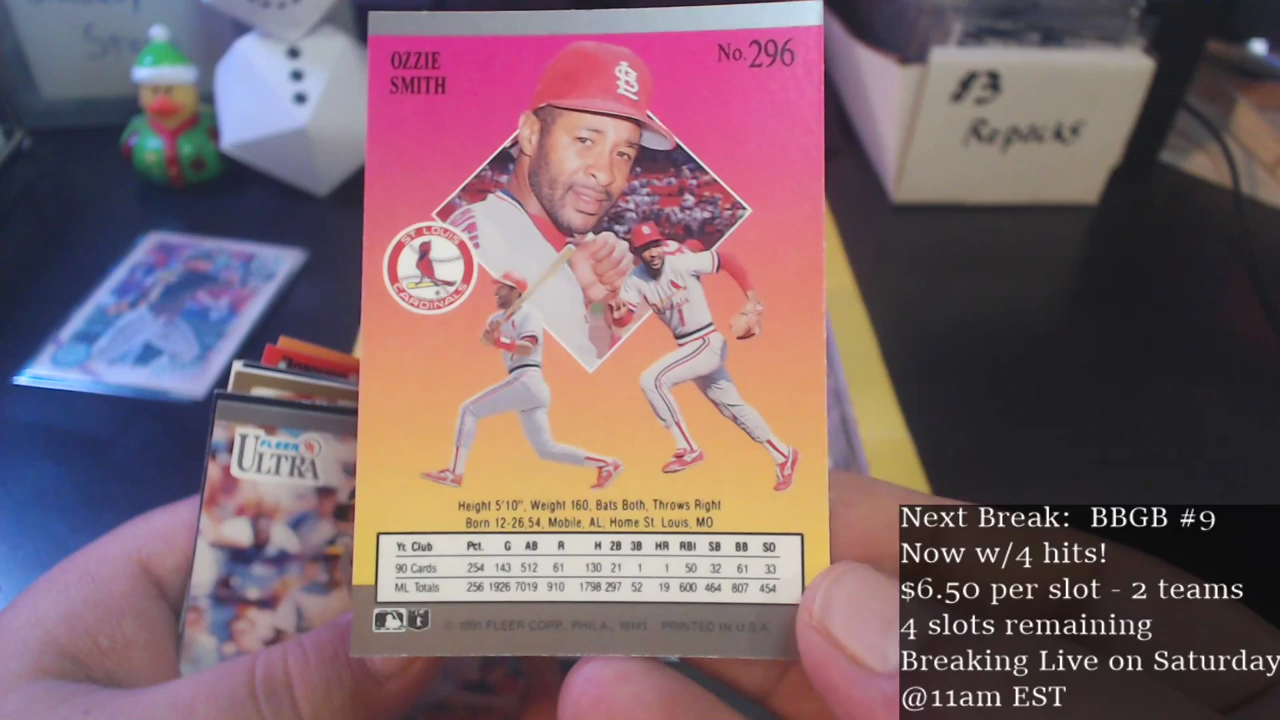 OZZIE
SMITH
No. 296
ST. LOUIS
CARDINALS
Height 5'10", Weight 160, Bats Both, Throws Right
Born 12-26,54, Mobile, AL, Home St. Louis, MO
Yr. Club Pct. G AB R H 2B 3B HR RBI SB BB SO
90 Cards 254 143 512 61 130 21 1 1 50 32 61 33
ML Totals 256 1926 7019 910 1798 297 52 19 600 464 807 454
© 1991 FLEER CORP., PHILA., 19141 PRINTED IN U.S.A.
FLEER
ULTRA
$3
Repacks
Next Break: BBGB #9
Now w/4 hits!
$6.50 per slot - 2 teams
4 slots remaining
Breaking Live on Saturday
@11am EST